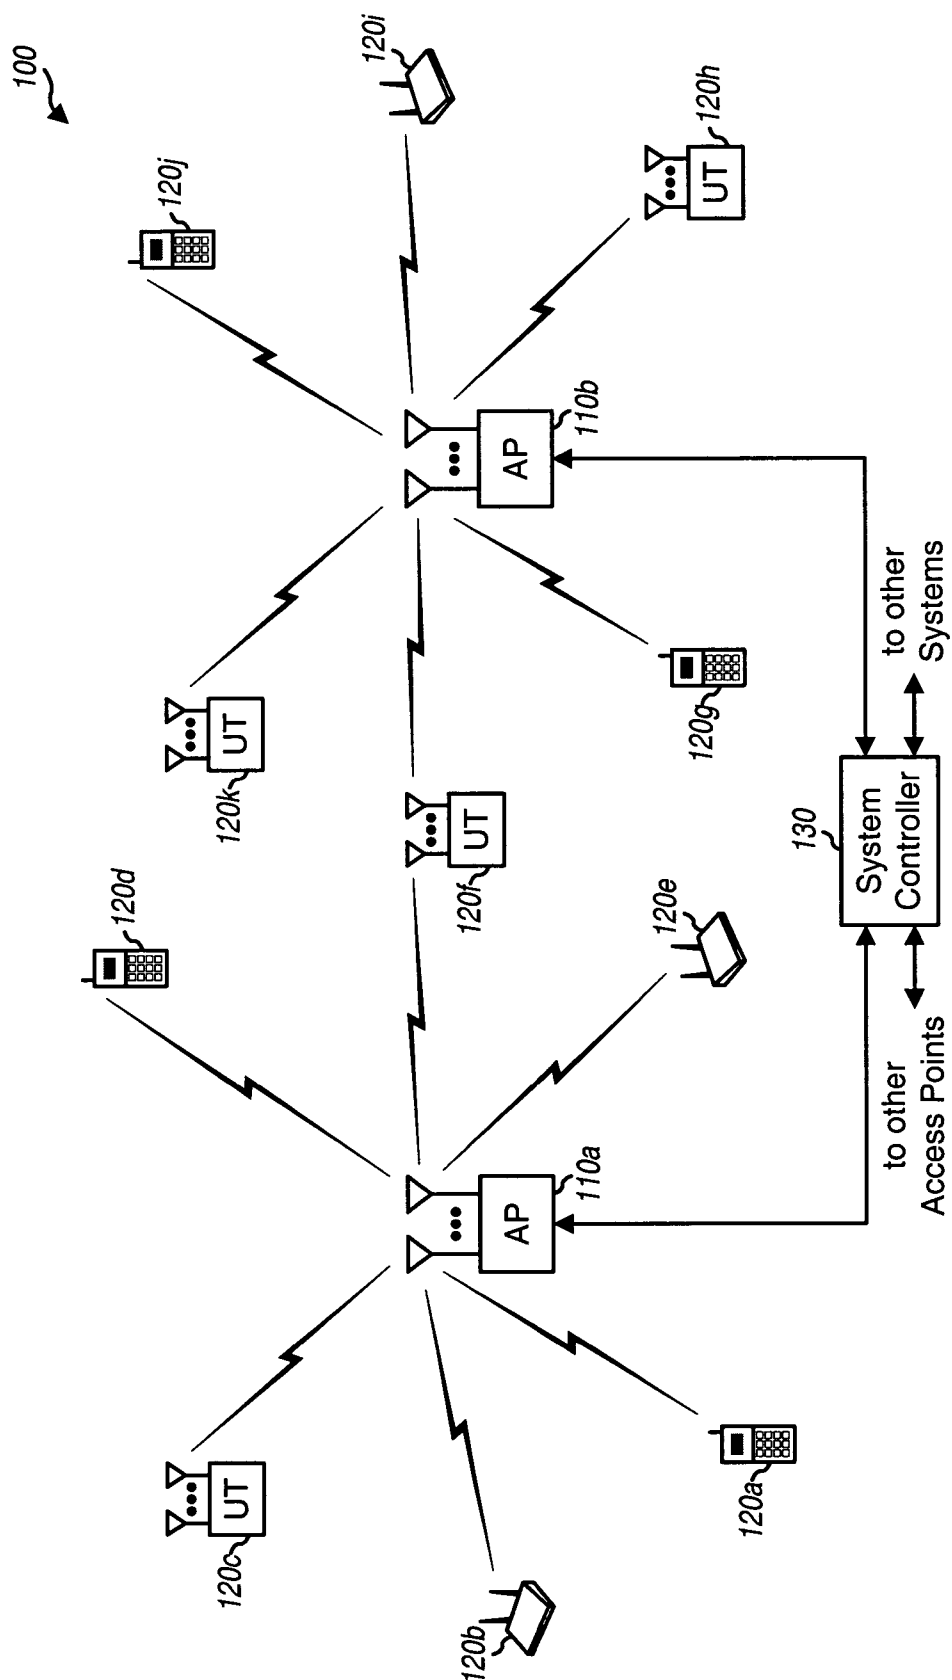 100
120j
120i
120d
120k
UT
120c
UT
120h
UT
120f
UT
110b
AP
110a
AP
120b
120e
120g
120a
130
System
Controller
to other
Access Points
to other
Systems